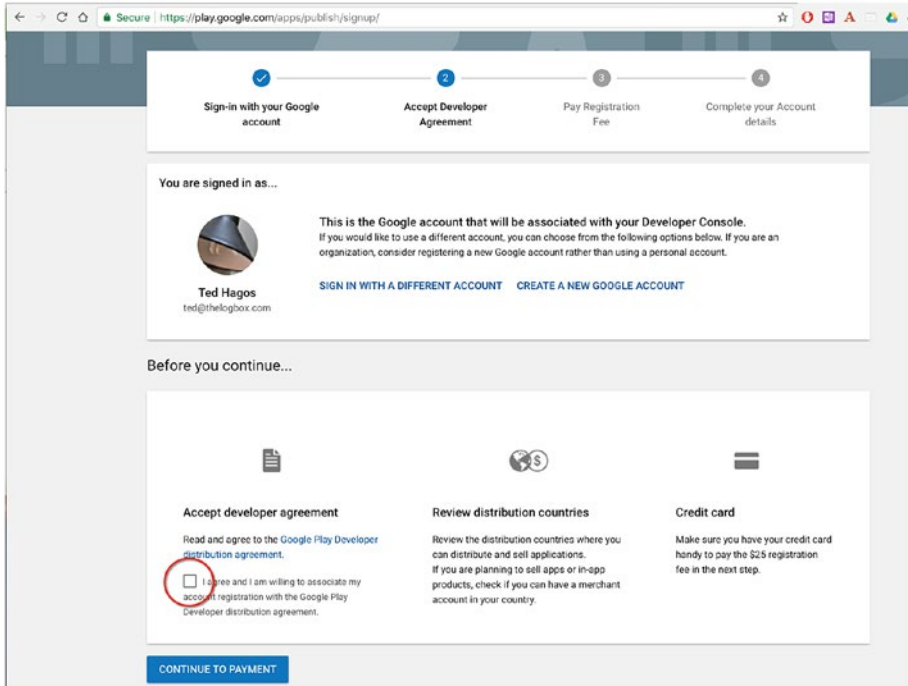 Secure https://play.google.com/apps/publish/signup/
2 3 4
Sign-in with your Google Accept Developer Pay Registration Complete your Account
account Agreement Fee details
You are signed in as...
This is the Google account that will be associated with your Developer Console.
If you would like to use a different account, you can choose from the following options below. If you are an
organization, consider registering a new Google account rather than using a personal account.
SIGN IN WITH A DIFFERENT ACCOUNT CREATE A NEW GOOGLE ACCOUNT
Ted Hagos
ted@thelogbox.com
Before you continue...
Accept developer agreement
Read and agree to the Google Play Developer
distribution agreement.
I agree and I am willing to associate my
account registration with the Google Play
Developer distribution agreement.
Review distribution countries
Review the distribution countries where you
can distribute and sell applications.
If you are planning to sell apps or in-app
products, check if you can have a merchant
account in your country.
Credit card
Make sure you have your credit card
handy to pay the $25 registration
fee in the next step.
CONTINUE TO PAYMENT